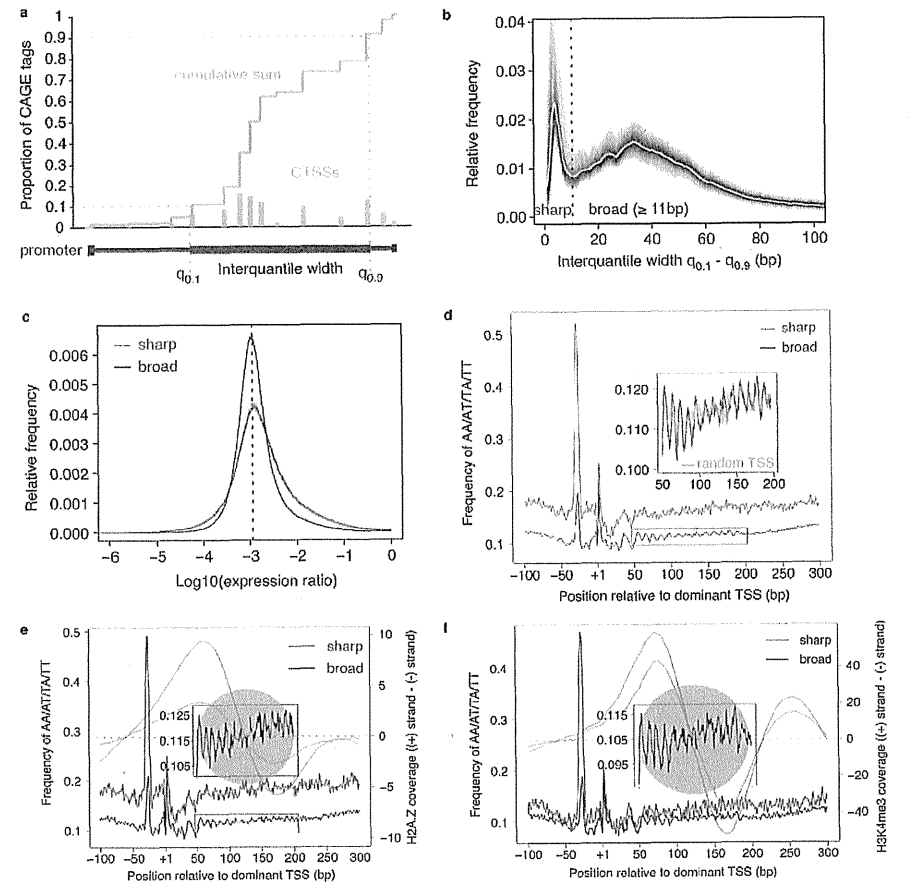 a
1
0.9
0.8
0.7
0.6
0.5
0.4
0.3
0.2
0.1
0
Proportion of CAGE tags
cumulative sum
CTSSs
promoter
q0.1
Interquantile width
q0.9
b
0.04
0.03
0.02
0.01
0.00
Relative frequency
sharp
broad (≥ 11bp)
0 20 40 60 80 100
Interquantile width q0.1 - q0.9 (bp)
c
sharp
broad
0.006
0.005
0.004
0.003
0.002
0.001
0.000
Relative frequency
−6 −5 −4 −3 −2 −1 0
Log10(expression ratio)
d
0.5
0.4
0.3
0.2
0.1
Frequency of AA/AT/TA/TT
sharp
broad
0.120
0.110
0.100
random TSS
50 100 150 200
−100 −50 +1 50 100 150 200 250 300
Position relative to dominant TSS (bp)
e
0.5
0.4
0.3
0.2
0.1
Frequency of AA/AT/TA/TT
sharp
broad
0.125
0.115
0.105
10
5
0
−5
−10
H2A.Z coverage ((+) strand - (-) strand)
−100 −50 +1 50 100 150 200 250 300
Position relative to dominant TSS (bp)
f
0.4
0.3
0.2
0.1
Frequency of AA/AT/TA/TT
sharp
broad
0.115
0.105
0.095
40
20
0
−20
−40
H3K4me3 coverage ((+) strand - (-) strand)
−100 −50 +1 50 100 150 200 250 300
Position relative to dominant TSS (bp)